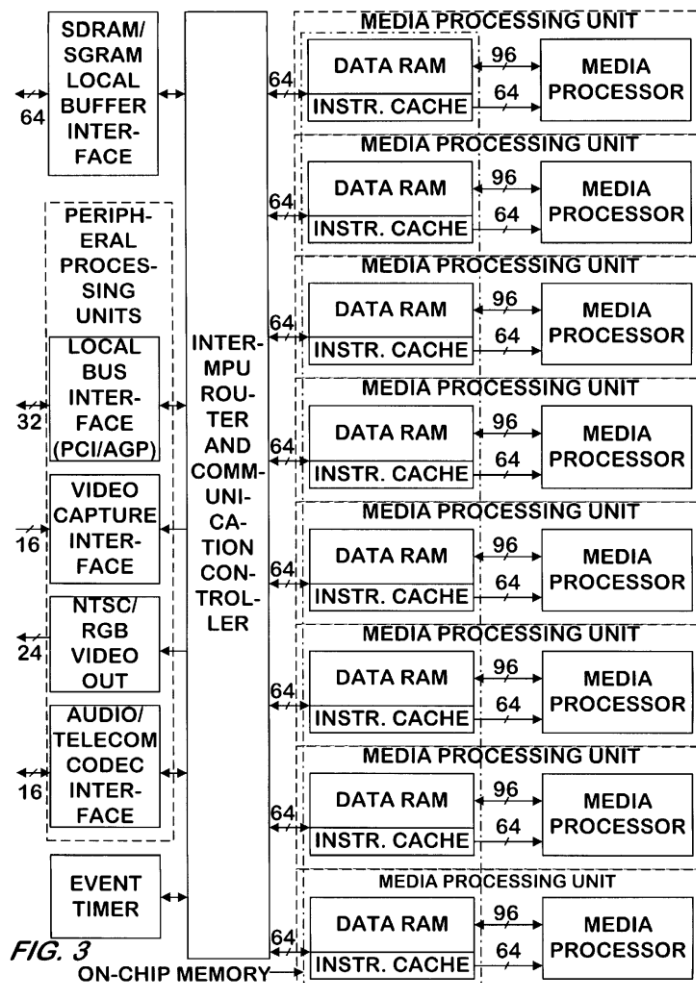 SDRAM/
SGRAM
LOCAL
BUFFER
INTER-
FACE
64
PERIPH-
ERAL
PROCES-
SING
UNITS
LOCAL
BUS
INTER-
FACE
(PCI/AGP)
32
VIDEO
CAPTURE
INTER-
FACE
16
NTSC/
RGB
VIDEO
OUT
24
AUDIO/
TELECOM
CODEC
INTER-
FACE
16
EVENT
TIMER
INTER-
MPU
ROU-
TER
AND
COMM-
UNI-
CA-
TION
CON-
TROL-
LER
MEDIA PROCESSING UNIT
64
DATA RAM
INSTR. CACHE
96
64
MEDIA
PROCESSOR
MEDIA PROCESSING UNIT
64
DATA RAM
INSTR. CACHE
96
64
MEDIA
PROCESSOR
MEDIA PROCESSING UNIT
64
DATA RAM
INSTR. CACHE
96
64
MEDIA
PROCESSOR
MEDIA PROCESSING UNIT
64
DATA RAM
INSTR. CACHE
96
64
MEDIA
PROCESSOR
MEDIA PROCESSING UNIT
64
DATA RAM
INSTR. CACHE
96
64
MEDIA
PROCESSOR
MEDIA PROCESSING UNIT
64
DATA RAM
INSTR. CACHE
96
64
MEDIA
PROCESSOR
MEDIA PROCESSING UNIT
64
DATA RAM
INSTR. CACHE
96
64
MEDIA
PROCESSOR
MEDIA PROCESSING UNIT
64
DATA RAM
INSTR. CACHE
96
64
MEDIA
PROCESSOR
FIG. 3
ON-CHIP MEMORY